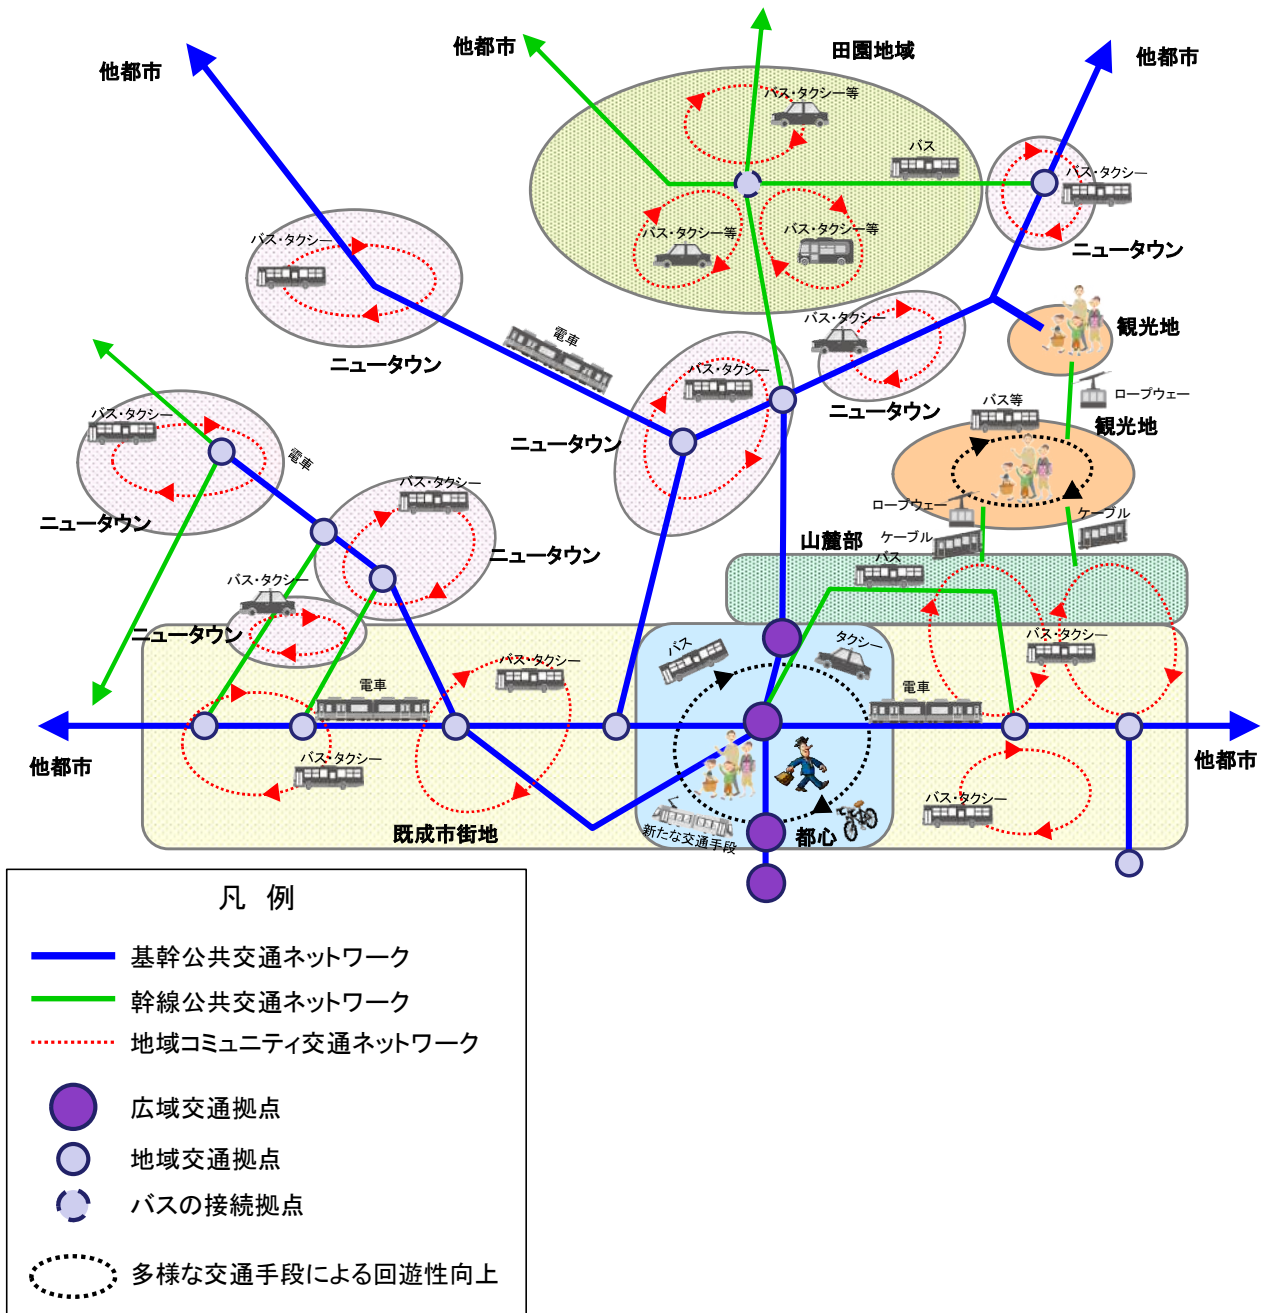 他都市
他都市
田園地域
他都市
バス・タクシー等
バス
バス・タクシー
バス・タクシー等
バス・タクシー等
ニュータウン
バス・タクシー
ニュータウン
電車
バス・タクシー
観光地
バス・タクシー
ニュータウン
ロープウェー
バス等
観光地
ニュータウン
バス・タクシー
電車
ニュータウン
バス・タクシー
ニュータウン
ロープウェー
ケーブル
ケーブル
山麓部
バス
バス・タクシー
ニュータウン
バス
タクシー
バス・タクシー
バス・タクシー
電車
電車
他都市
他都市
バス・タクシー
バス・タクシー
新たな交通手段
都心
既成市街地
凡 例
基幹公共交通ネットワーク
幹線公共交通ネットワーク
地域コミュニティ交通ネットワーク
広域交通拠点
地域交通拠点
バスの接続拠点
多様な交通手段による回遊性向上